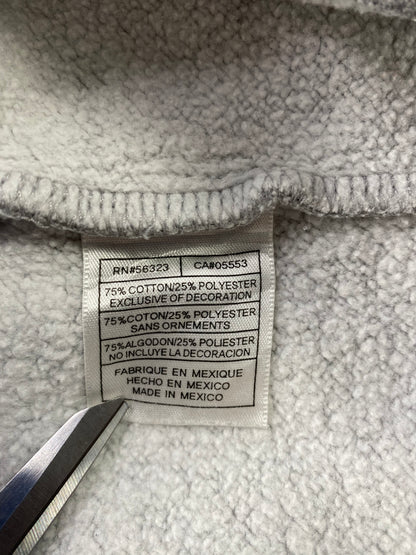 RN#56323 CA#05553
75% COTTON/25% POLYESTER
EXCLUSIVE OF DECORATION
75%COTON/25% POLYESTER
SANS ORNEMENTS
75%ALGODON/25% POLIESTER
NO INCLUYE LA DECORACION
FABRIQUE EN MEXIQUE
HECHO EN MEXICO
MADE IN MEXICO